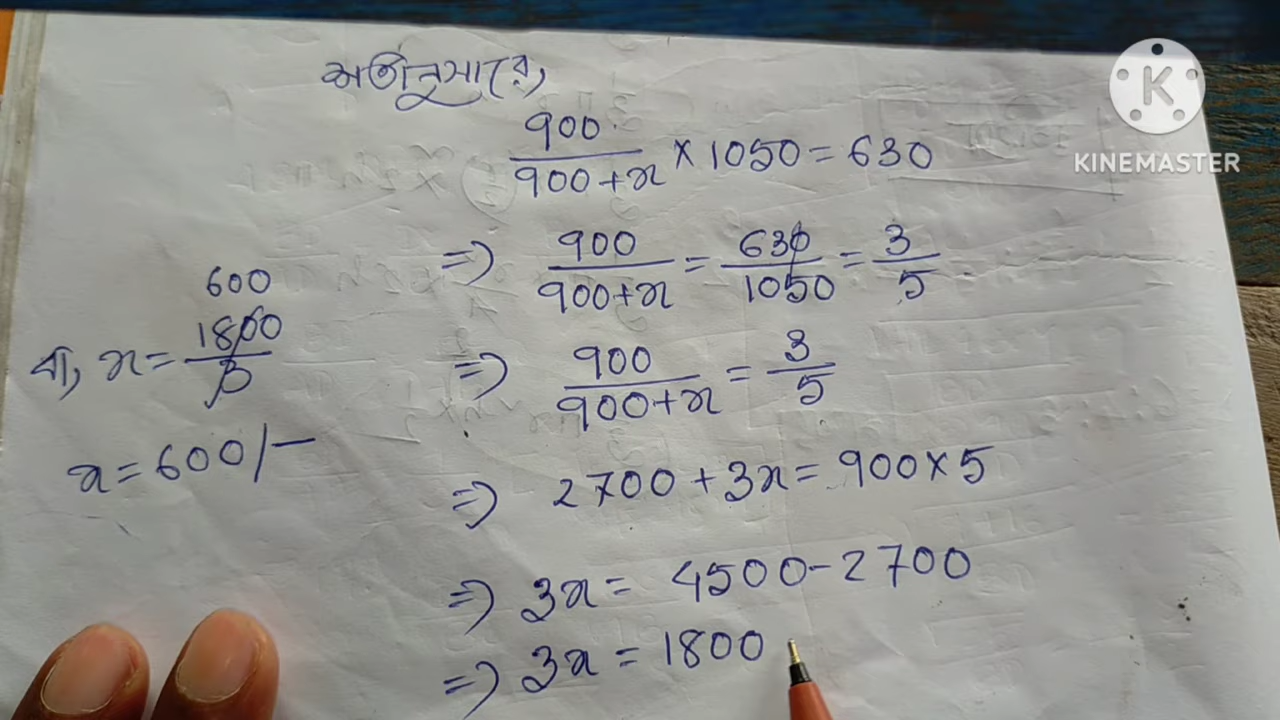 শর্তানুসারে,
900/900+x × 1050 = 630
⇒ 900/900+x = 630/1050 = 3/5
⇒ 900/900+x = 3/5
⇒ 2700 + 3x = 900 × 5
⇒ 3x = 4500 - 2700
⇒ 3x = 1800
600
বা, x = 1800/3
x = 600/-
K
KINEMASTER